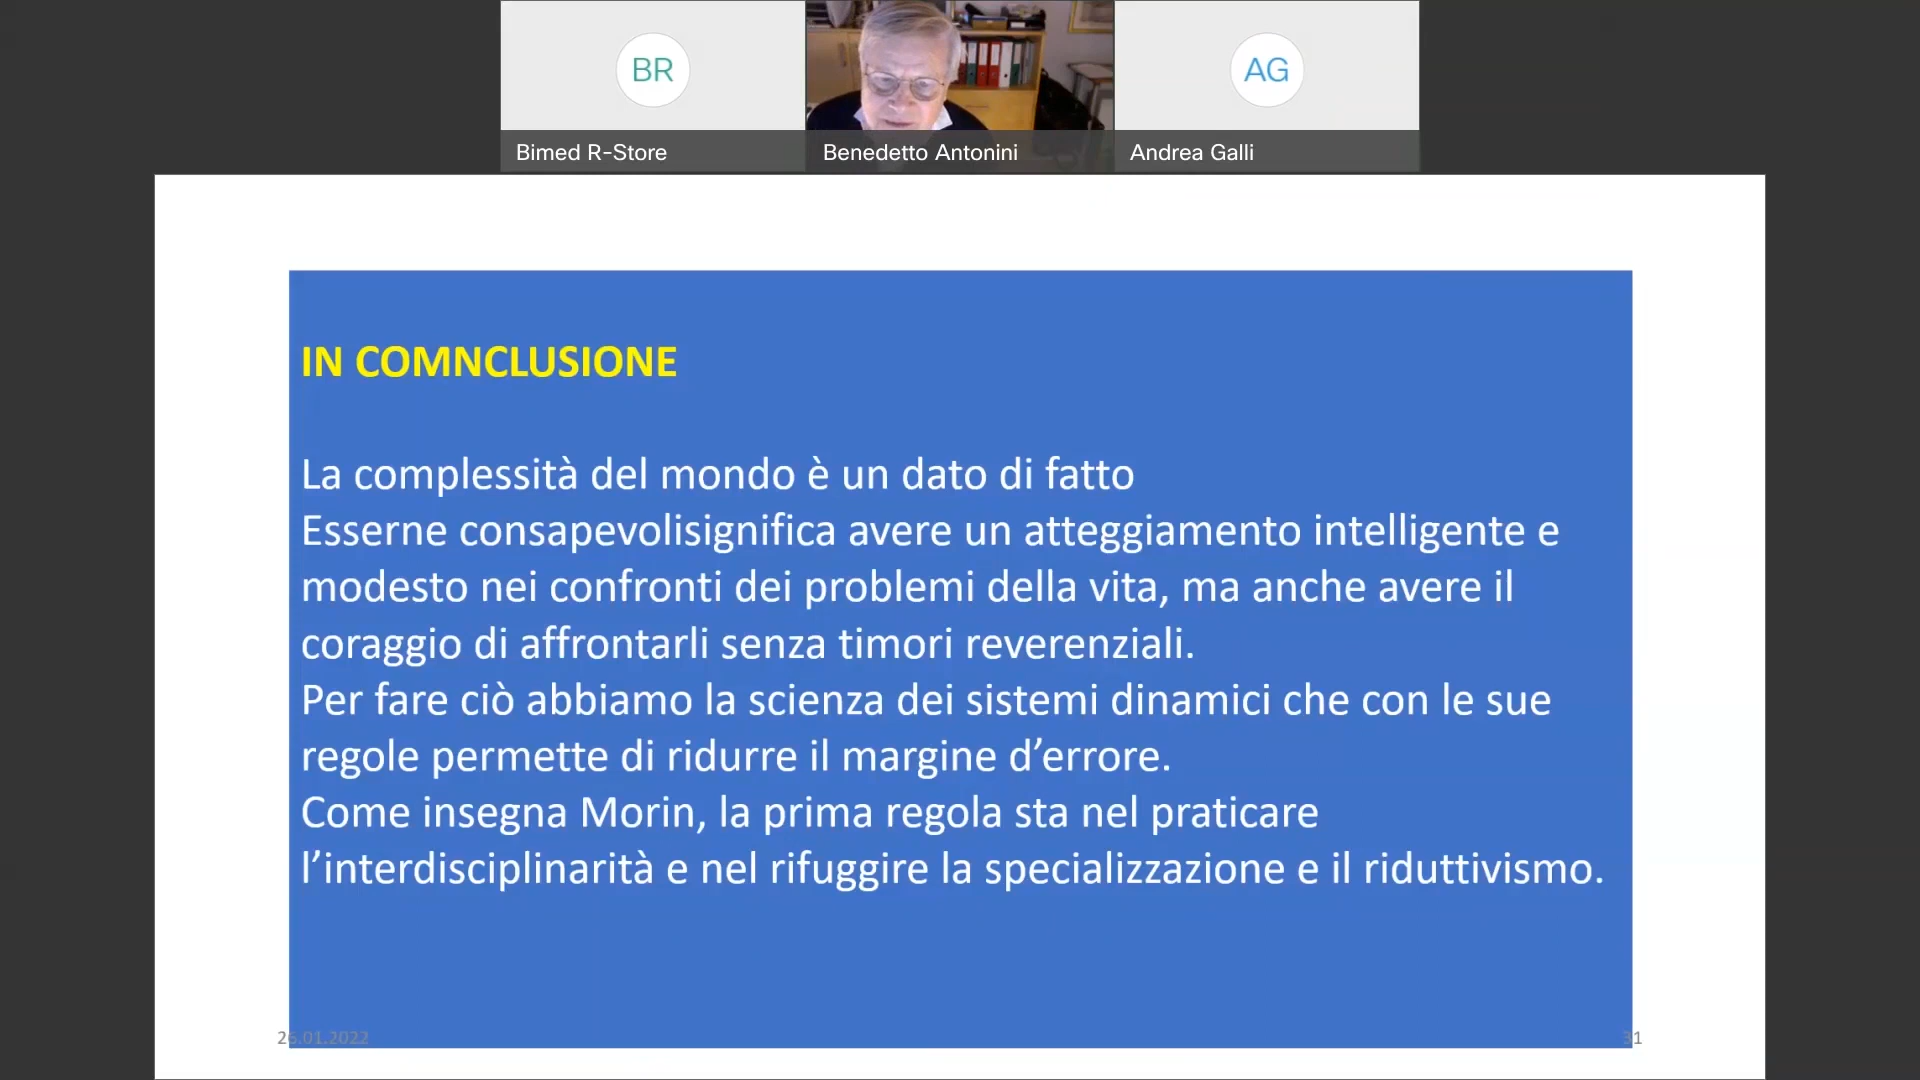 BR
AG
Bimed R-Store
Benedetto Antonini
Andrea Galli
IN COMNCLUSIONE
La complessità del mondo è un dato di fatto
Esserne consapevolisignifica avere un atteggiamento intelligente e
modesto nei confronti dei problemi della vita, ma anche avere il
coraggio di affrontarli senza timori reverenziali.
Per fare ciò abbiamo la scienza dei sistemi dinamici che con le sue
regole permette di ridurre il margine d’errore.
Come insegna Morin, la prima regola sta nel praticare
l’interdisciplinarità e nel rifuggire la specializzazione e il riduttivismo.
26.01.2022
31